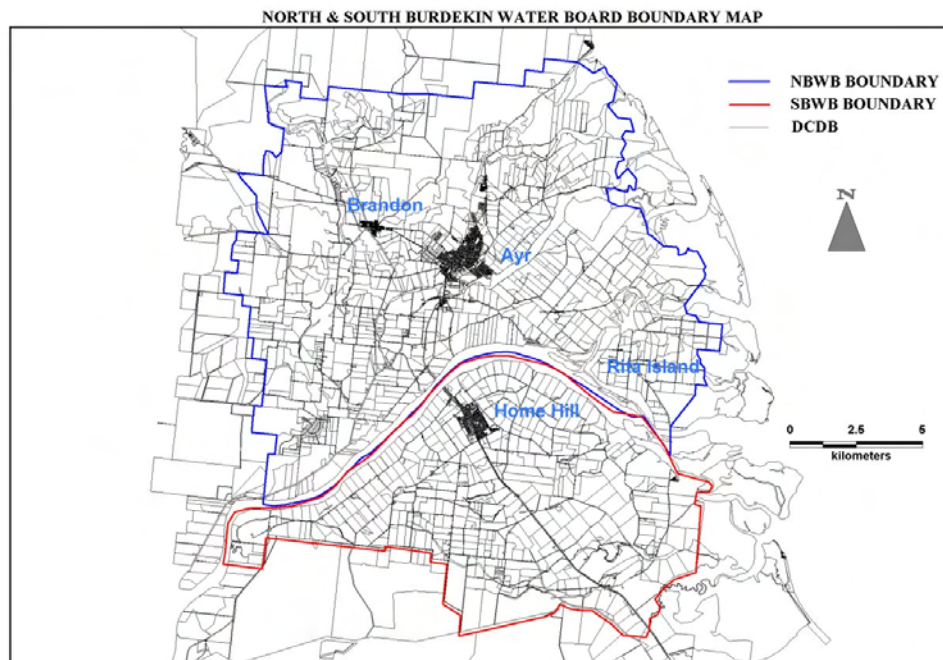 NORTH & SOUTH BURDEKIN WATER BOARD BOUNDARY MAP
NBWB BOUNDARY
SBWB BOUNDARY
DCDB
N
Brandon
Ayr
Rita Island
Home Hill
0 2.5 5
kilometers